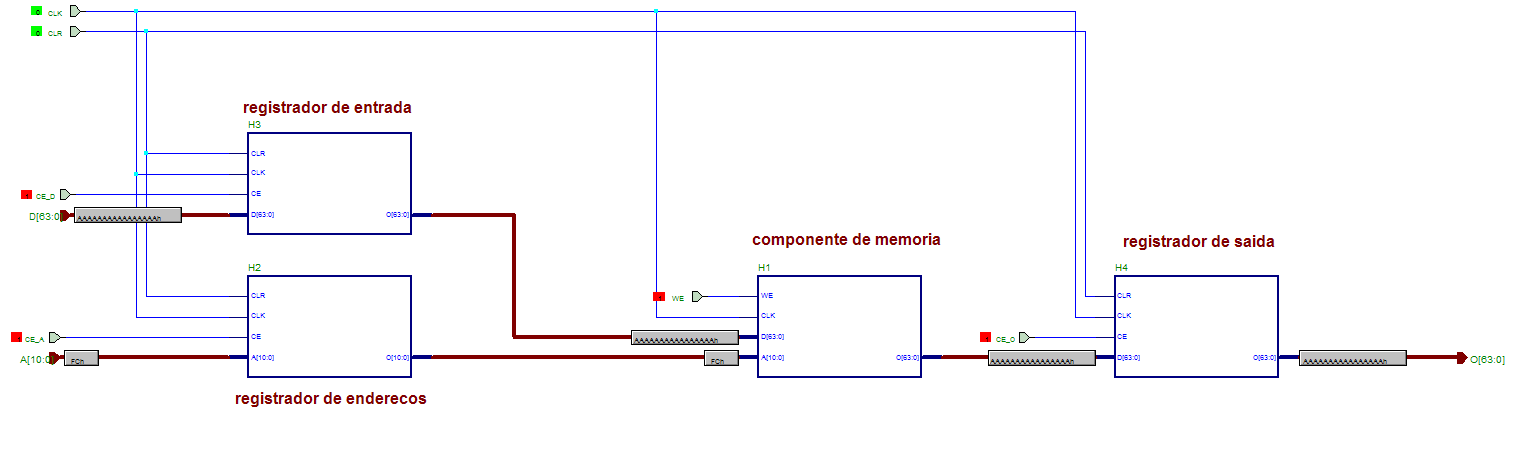 0 CLK
0 CLR
registrador de entrada
H3
CLR
CLK
1 CE_D
CE
D[63:0]
AAAAAAAAAAAAAAAAh
D[63:0]
O[63:0]
componente de memoria
registrador de saida
H2
H1
H4
CLR
1 WE
WE
CLR
CLK
CLK
CLK
1 CE_A
CE
AAAAAAAAAAAAAAAAh
D[63:0]
1 CE_O
CE
A[10:0]
FCh
A[10:0]
O[10:0]
FCh
A[10:0]
O[63:0]
AAAAAAAAAAAAAAAAh
D[63:0]
O[63:0]
AAAAAAAAAAAAAAAAh
O[63:0]
registrador de enderecos